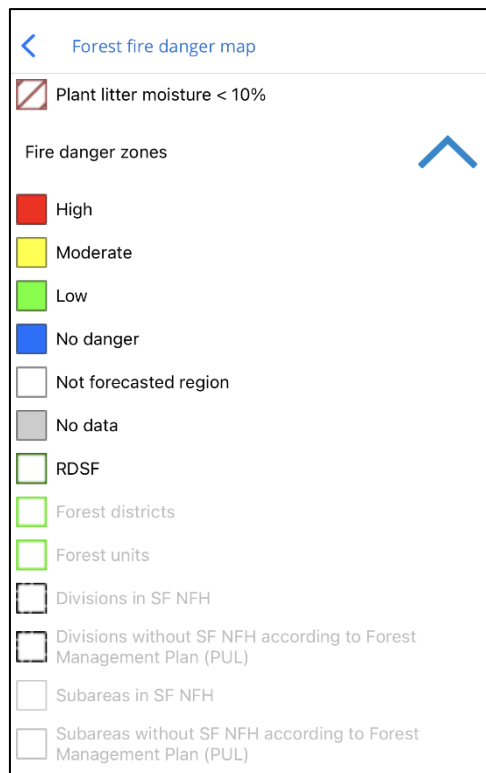 Forest fire danger map
Plant litter moisture < 10%
Fire danger zones
High
Moderate
Low
No danger
Not forecasted region
No data
RDSF
Forest districts
Forest units
Divisions in SF NFH
Divisions without SF NFH according to Forest
Management Plan (PUL)
Subareas in SF NFH
Subareas without SF NFH according to Forest
Management Plan (PUL)